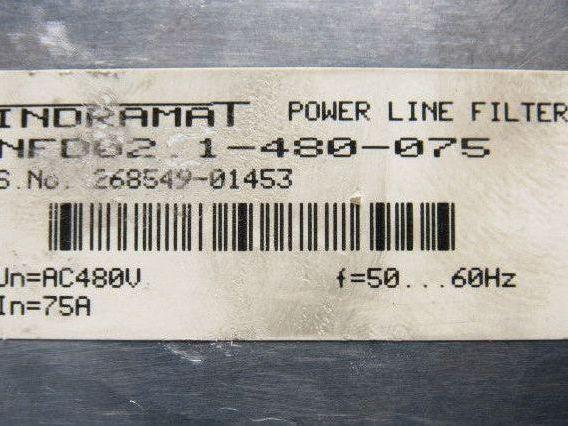 INDRAMAT POWER LINE FILTER
NFD02.1-480-075
S.No. 268549-01453
Un=AC480V f=50...60Hz
In=75A